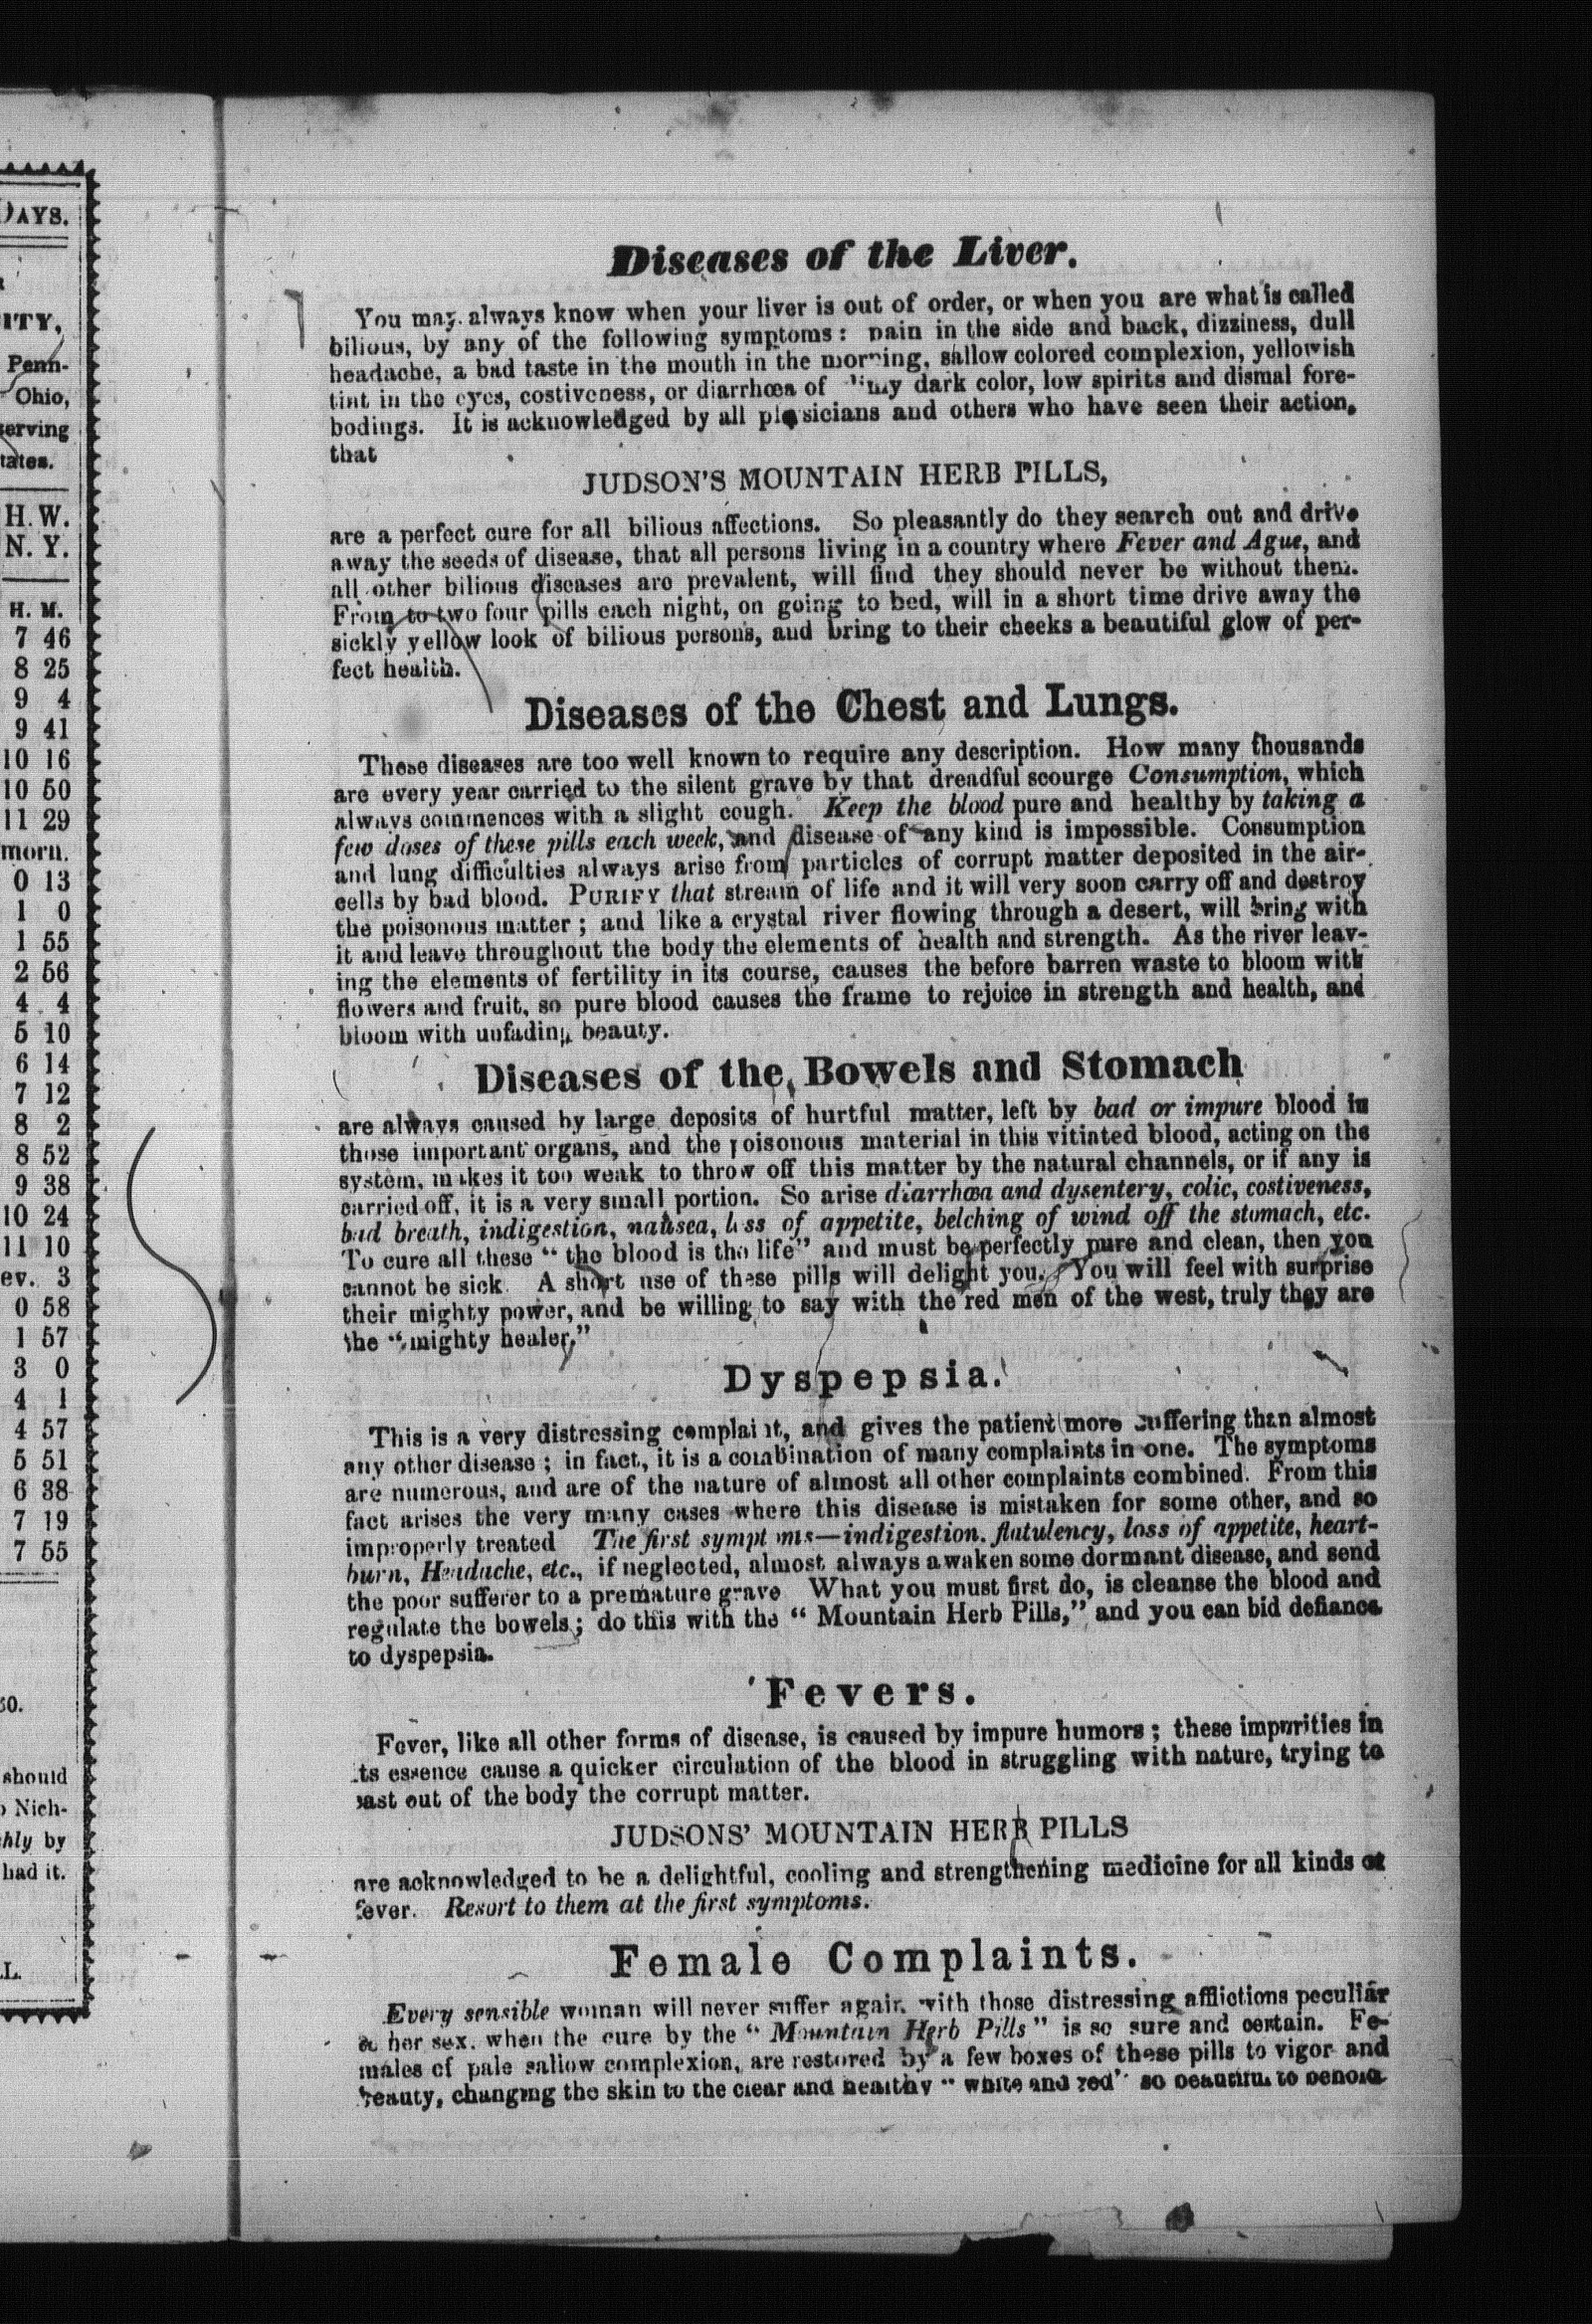 DAYS.
ITY,
Penn-
Ohio,
serving
tates.
H. W.
N. Y.
H. M.
7 46
8 25
9 4
9 41
10 16
10 50
11 29
morn.
0 13
1 0
1 55
2 56
4 4
5 10
6 14
7 12
8 2
8 52
9 38
10 24
11 10
ev. 3
0 58
1 57
3 0
4 1
4 57
5 51
6 38
7 19
7 55
60.
should
Nich-
hly by
had it.
Diseases of the Liver.
You may always know when your liver is out of order, or when you are what is called
bilious, by any of the following symptoms: pain in the side and back, dizziness, dull
headache, a bad taste in the mouth in the morning, sallow colored complexion, yellowish
tint in the eyes, costiveness, or diarrhœa of slimy dark color, low spirits and dismal fore-
bodings. It is acknowledged by all physicians and others who have seen their action,
that
JUDSON'S MOUNTAIN HERB PILLS,
are a perfect cure for all bilious affections. So pleasantly do they search out and drive
away the seeds of disease, that all persons living in a country where Fever and Ague, and
all other bilious diseases are prevalent, will find they should never be without them.
From to two four pills each night, on going to bed, will in a short time drive away the
sickly yellow look of bilious persons, and bring to their cheeks a beautiful glow of per-
fect health.
Diseases of the Chest and Lungs.
These diseases are too well known to require any description. How many thousands
are every year carried to the silent grave by that dreadful scourge Consumption, which
always commences with a slight cough. Keep the blood pure and healthy by taking a
few doses of these pills each week, and disease of any kind is impossible. Consumption
and lung difficulties always arise from particles of corrupt matter deposited in the air-
cells by bad blood. PURIFY that stream of life and it will very soon carry off and destroy
the poisonous matter; and like a crystal river flowing through a desert, will bring with
it and leave throughout the body the elements of health and strength. As the river leav-
ing the elements of fertility in its course, causes the before barren waste to bloom with
flowers and fruit, so pure blood causes the frame to rejoice in strength and health, and
bloom with unfading beauty.
Diseases of the Bowels and Stomach
are always caused by large deposits of hurtful matter, left by bad or impure blood in
those important organs, and the poisonous material in this vitiated blood, acting on the
system, makes it too weak to throw off this matter by the natural channels, or if any is
carried off, it is a very small portion. So arise diarrhœa and dysentery, colic, costiveness,
bad breath, indigestion, nausea, loss of appetite, belching of wind off the stomach, etc.
To cure all these "the blood is the life" and must be perfectly pure and clean, then you
cannot be sick. A short use of these pills will delight you. You will feel with surprise
their mighty power, and be willing to say with the red men of the west, truly they are
the "mighty healer."
Dyspepsia.
This is a very distressing complaint, and gives the patient more suffering than almost
any other disease; in fact, it is a combination of many complaints in one. The symptoms
are numerous, and are of the nature of almost all other complaints combined. From this
fact arises the very many cases where this disease is mistaken for some other, and so
improperly treated The first symptoms—indigestion, flatulency, loss of appetite, heart-
burn, Headache, etc., if neglected, almost always awaken some dormant disease, and send
the poor sufferer to a premature grave What you must first do, is cleanse the blood and
regulate the bowels; do this with the "Mountain Herb Pills," and you can bid defiance
to dyspepsia.
Fevers.
Fever, like all other forms of disease, is caused by impure humors; these impurities in
its essence cause a quicker circulation of the blood in struggling with nature, trying to
cast out of the body the corrupt matter.
JUDSONS' MOUNTAIN HERB PILLS
are acknowledged to be a delightful, cooling and strengthening medicine for all kinds of
fever. Resort to them at the first symptoms.
Female Complaints.
Every sensible woman will never suffer again with those distressing afflictions peculiar
to her sex, when the cure by the "Mountain Herb Pills" is so sure and certain. Fe-
males of pale sallow complexion, are restored by a few boxes of these pills to vigor and
beauty, changing the skin to the clear and healthy "white and red" so beautiful to behold